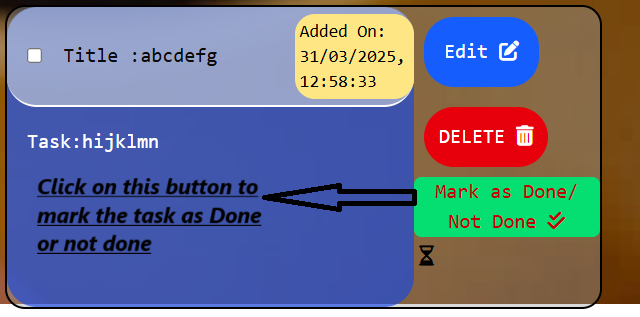 Title :abcdefg
Added On:
31/03/2025,
12:58:33
Edit
Task:hijklmn
DELETE
Click on this button to
mark the task as Done
or not done
Mark as Done/
Not Done